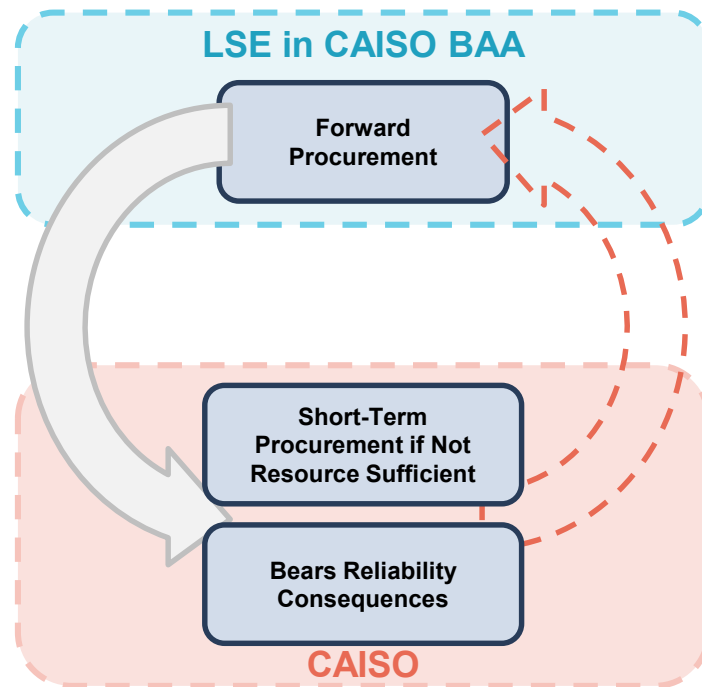 LSE in CAISO BAA
Forward
Procurement
Short-Term
Procurement if Not
Resource Sufficient
Bears Reliability
Consequences
CAISO